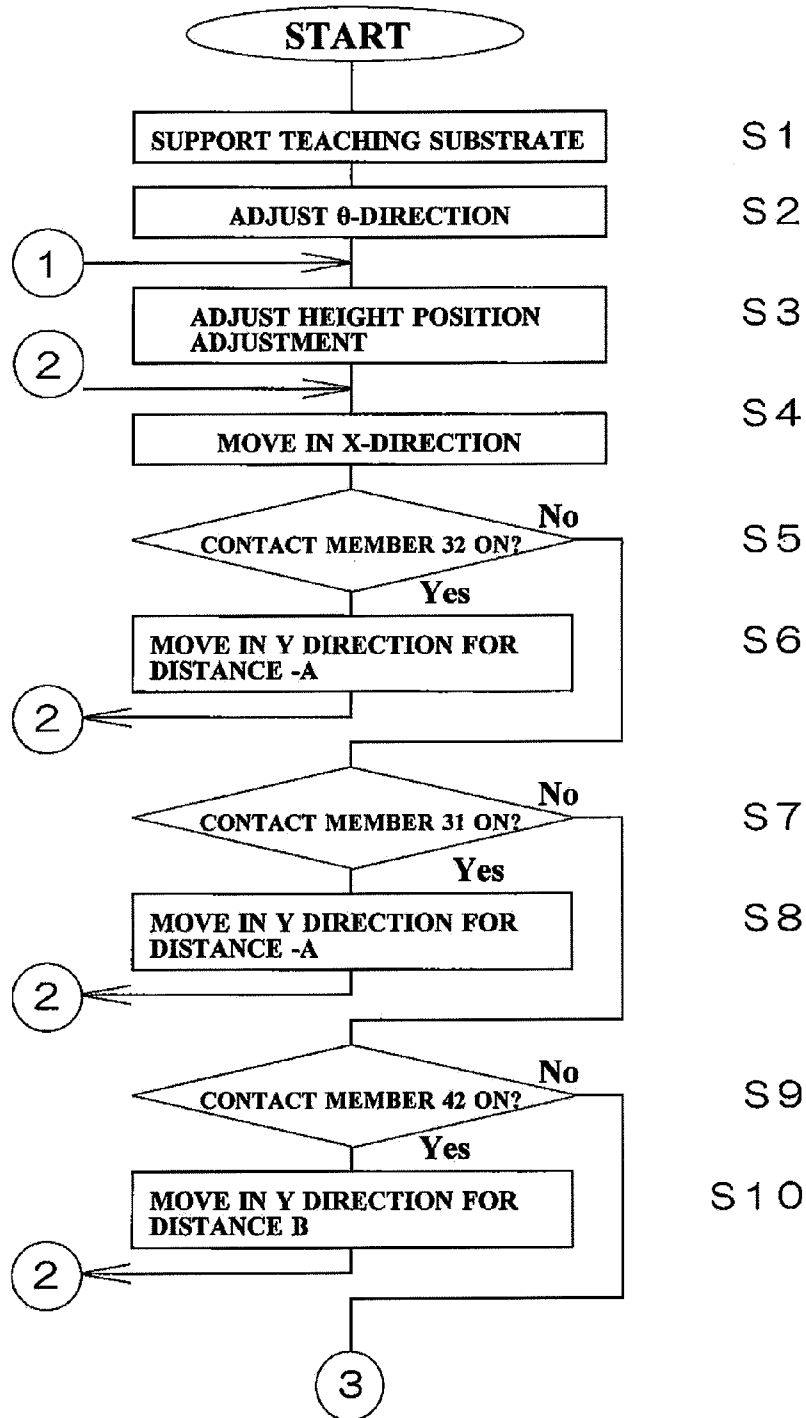 START
SUPPORT TEACHING SUBSTRATE
S1
ADJUST θ-DIRECTION
S2
1
ADJUST HEIGHT POSITION
ADJUSTMENT
S3
2
MOVE IN X-DIRECTION
S4
CONTACT MEMBER 32 ON?
No
S5
Yes
MOVE IN Y DIRECTION FOR
DISTANCE -A
S6
2
CONTACT MEMBER 31 ON?
No
S7
Yes
MOVE IN Y DIRECTION FOR
DISTANCE -A
S8
2
CONTACT MEMBER 42 ON?
No
S9
Yes
MOVE IN Y DIRECTION FOR
DISTANCE B
S10
2
3